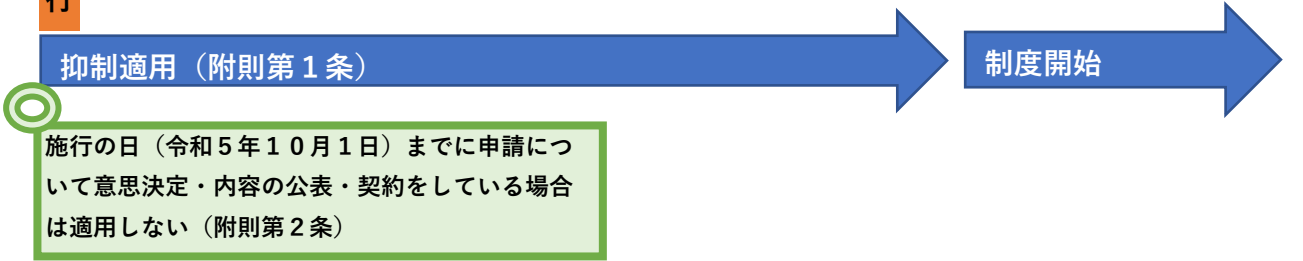 行
抑制適用（附則第１条）
制度開始
施行の日（令和５年１０月１日）までに申請につ
いて意思決定・内容の公表・契約をしている場合
は適用しない（附則第２条）